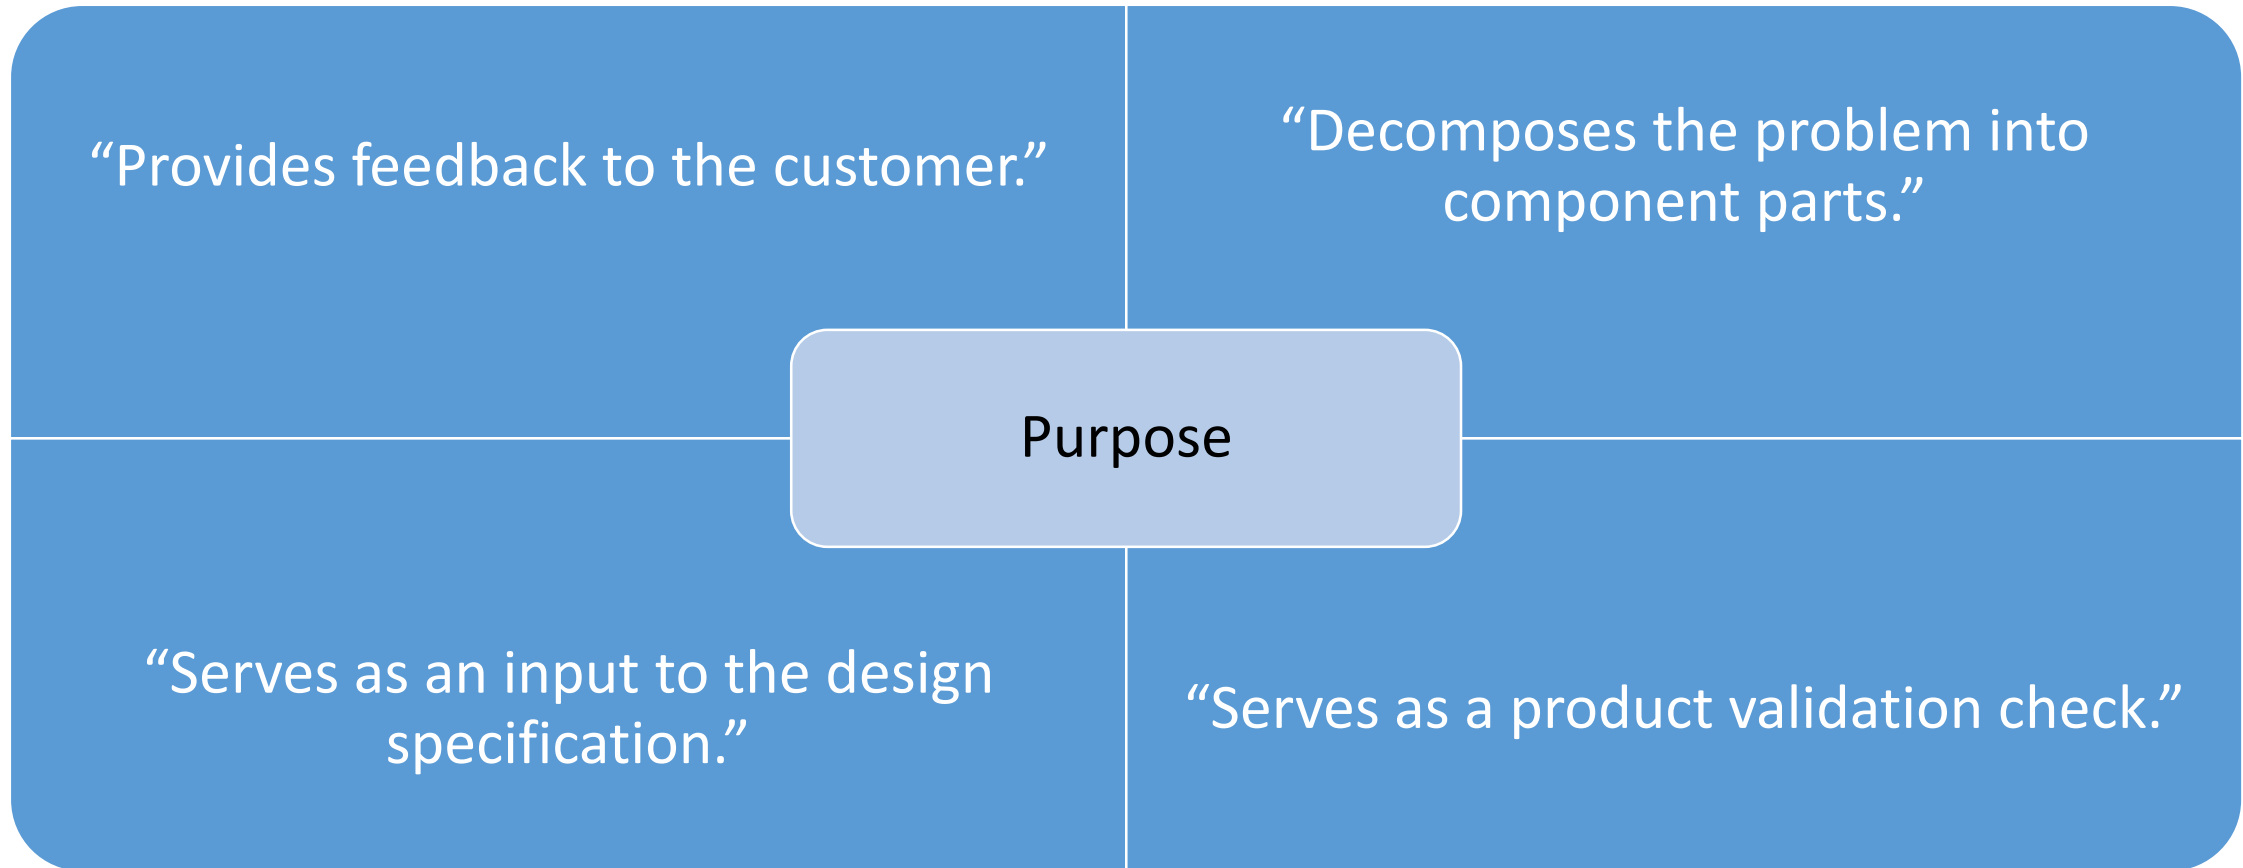 “Provides feedback to the customer.”
“Decomposes the problem into
component parts.”
Purpose
“Serves as an input to the design
specification.”
“Serves as a product validation check.”